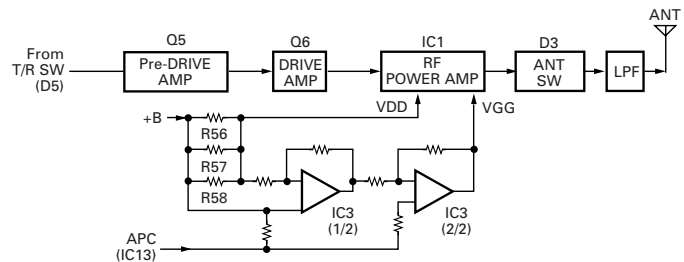 ANT
Q5
Q6
IC1
D3
From
T/R SW
(D5)
Pre-DRIVE
AMP
DRIVE
AMP
RF
POWER AMP
ANT
SW
LPF
VDD
VGG
+B
R56
R57
R58
IC3
(1/2)
IC3
(2/2)
APC
(IC13)